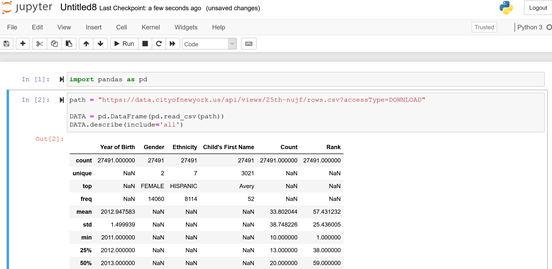 jupyter Untitled8 Last Checkpoint: a few seconds ago (unsaved changes)
Logout
File Edit View Insert Cell Kernel Widgets Help
Trusted
Python 3
Run
Code
In [1]: import pandas as pd
In [2]: path = "https://data.cityofnewyork.us/api/views/25th-nujf/rows.csv?accessType=DOWNLOAD"
DATA = pd.DataFrame(pd.read_csv(path))
DATA.describe(include='all')
Out[2]:
Year of Birth Gender Ethnicity Child's First Name Count Rank
count 27491.000000 27491 27491 27491 27491.000000 27491.000000
unique NaN 2 7 3021 NaN NaN
top NaN FEMALE HISPANIC Avery NaN NaN
freq NaN 14060 8114 52 NaN NaN
mean 2012.947583 NaN NaN NaN 33.802044 57.431232
std 1.499939 NaN NaN NaN 38.748226 25.436005
min 2011.000000 NaN NaN NaN 10.000000 1.000000
25% 2012.000000 NaN NaN NaN 13.000000 38.000000
50% 2013.000000 NaN NaN NaN 20.000000 59.000000